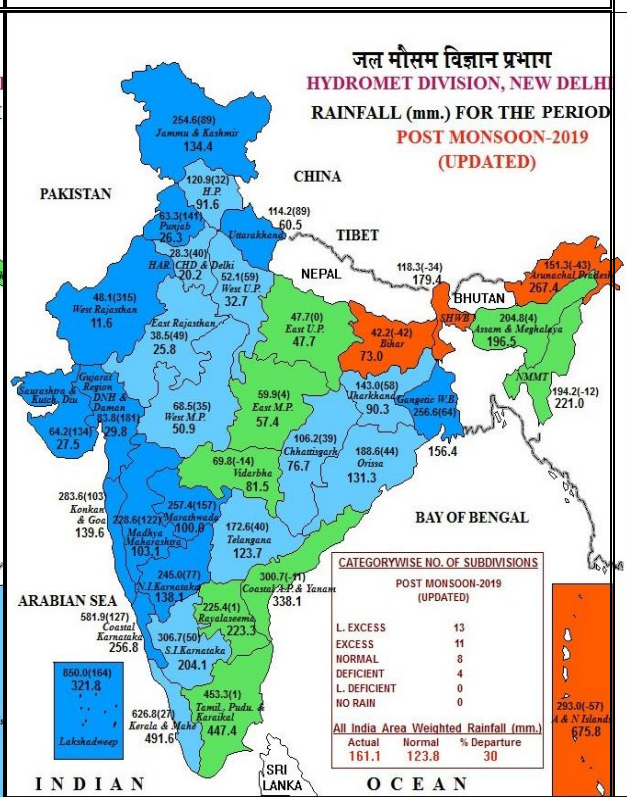 जल मौसम विज्ञान प्रभाग
HYDROMET DIVISION, NEW DELHI
RAINFALL (mm.) FOR THE PERIOD
POST MONSOON-2019
(UPDATED)
254.6(89)
Jammu & Kashmir
134.4
CHINA
120.9(32)
H.P.
91.6
PAKISTAN
63.3(141)
Punjab
26.3
114.2(89)
60.5
Uttarakhand
TIBET
28.3(40)
HAR. CHD & Delhi
20.2
52.1(59)
West U.P.
32.7
NEPAL
118.3(-34)
179.4
151.3(-43)
Arunachal Pradesh
267.4
BHUTAN
48.1(315)
West Rajasthan
11.6
East Rajasthan
38.5(49)
25.8
47.7(0)
East U.P.
47.7
42.2(-42)
Bihar
73.0
SHWB
204.8(4)
Assam & Meghalaya
196.5
NMMT
194.2(-12)
221.0
Saurashtra &
Kutch, Diu
64.2(134)
27.5
Gujarat
Region
DNH &
Daman
83.8(181)
29.8
68.5(35)
West M.P.
50.9
59.9(4)
East M.P.
57.4
143.0(58)
Jharkhand
90.3
Gangetic W.B.
256.6(64)
156.4
106.2(39)
Chhattisgarh
76.7
188.6(44)
Orissa
131.3
69.8(-14)
Vidarbha
81.5
283.6(103
Konkan
& Goa
139.6
257.4(157)
Marathwada
100.0
228.6(122)
Madhya
Maharashtra
103.1
172.6(40)
Telangana
123.7
BAY OF BENGAL
245.0(77)
N.I.Karnataka
138.1
300.7(-11)
Coastal A.P. & Yanam
338.1
ARABIAN SEA
581.9(127)
Coastal
Karnataka
256.8
225.4(1)
Rayalaseema
223.3
306.7(50)
S.I.Karnataka
204.1
850.0(164)
321.8
Lakshadweep
453.3(1)
Tamil, Pudu. &
Karaikal
447.4
626.8(27)
Kerala & Mahe
491.6
CATEGORYWISE NO. OF SUBDIVISIONS
POST MONSOON-2019
(UPDATED)
L. EXCESS 13
EXCESS 11
NORMAL 8
DEFICIENT 4
L. DEFICIENT 0
NO RAIN 0
All India Area Weighted Rainfall (mm.)
Actual Normal % Departure
161.1 123.8 30
293.0(-57)
A & N Island
675.8
SRI
LANKA
INDIAN OCEAN